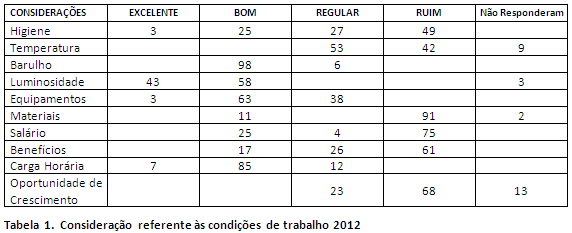 CONSIDERAÇÕES EXCELENTE BOM REGULAR RUIM Não Responderam
Higiene 3 25 27 49
Temperatura 53 42 9
Barulho 98 6
Luminosidade 43 58 3
Equipamentos 3 63 38
Materiais 11 91 2
Salário 25 4 75
Benefícios 17 26 61
Carga Horária 7 85 12
Oportunidade de
Crescimento 23 68 13
Tabela 1. Consideração referente às condições de trabalho 2012